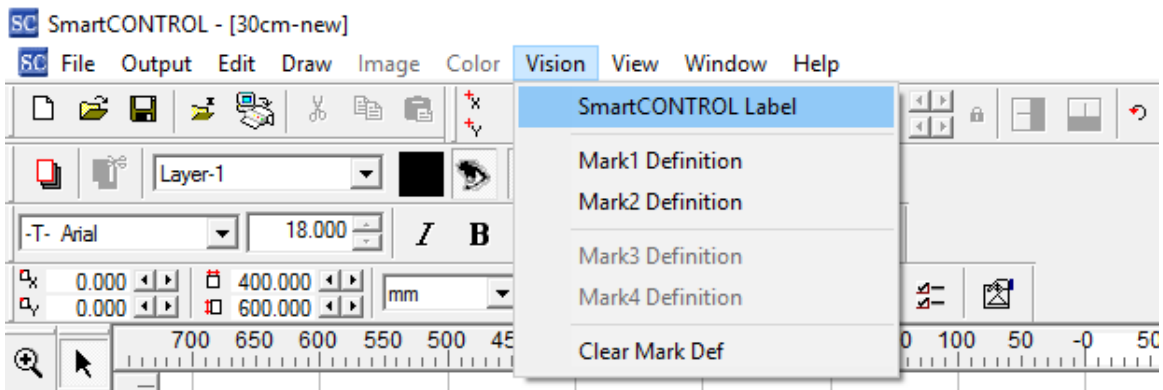 SC SmartCONTROL - [30cm-new]
SC File Output Edit Draw Image Color Vision View Window Help
SmartCONTROL Label
Mark1 Definition
Layer-1
Mark2 Definition
-T- Arial 18.000 I B
Mark3 Definition
x 0.000 400.000 mm
Mark4 Definition
Y 0.000 600.000
700 650 600 550 500 45 0 100 50 -0 50
Clear Mark Def